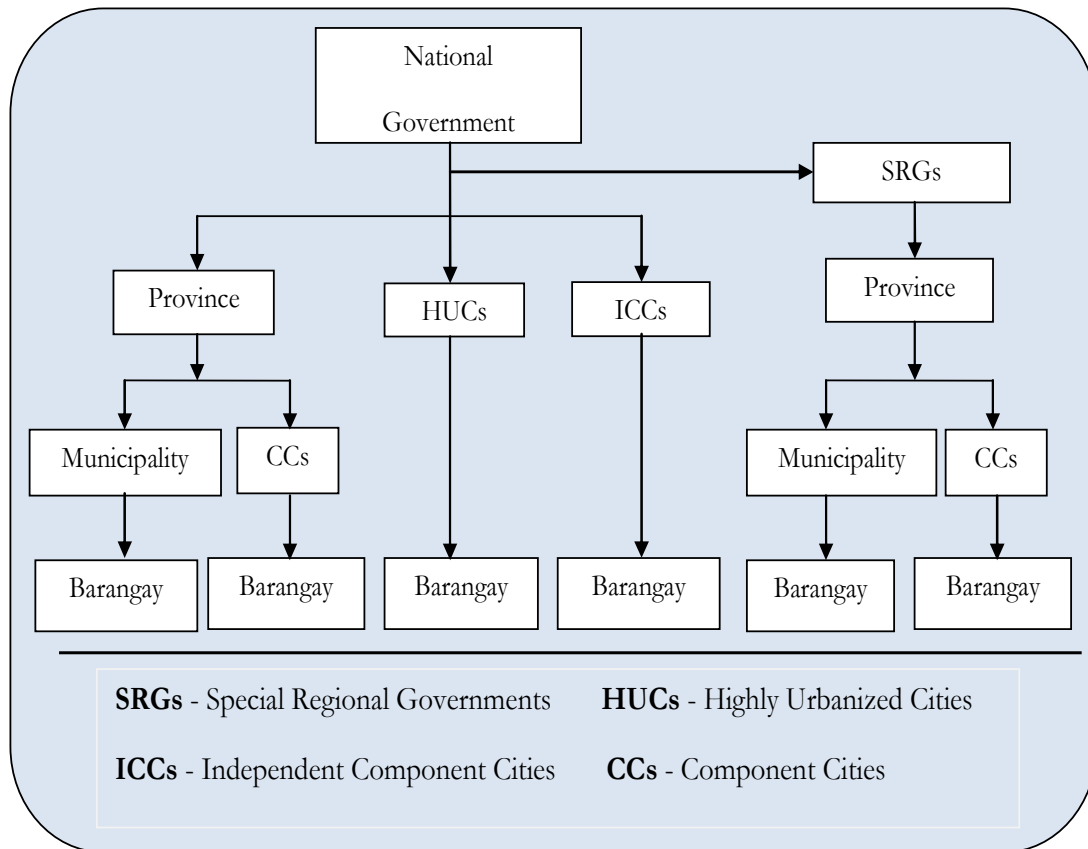 National
Government
SRGs
Province
HUCs
ICCs
Province
Municipality
CCs
Municipality
CCs
Barangay
Barangay
Barangay
Barangay
Barangay
Barangay
SRGs - Special Regional Governments HUCs - Highly Urbanized Cities
ICCs - Independent Component Cities CCs - Component Cities